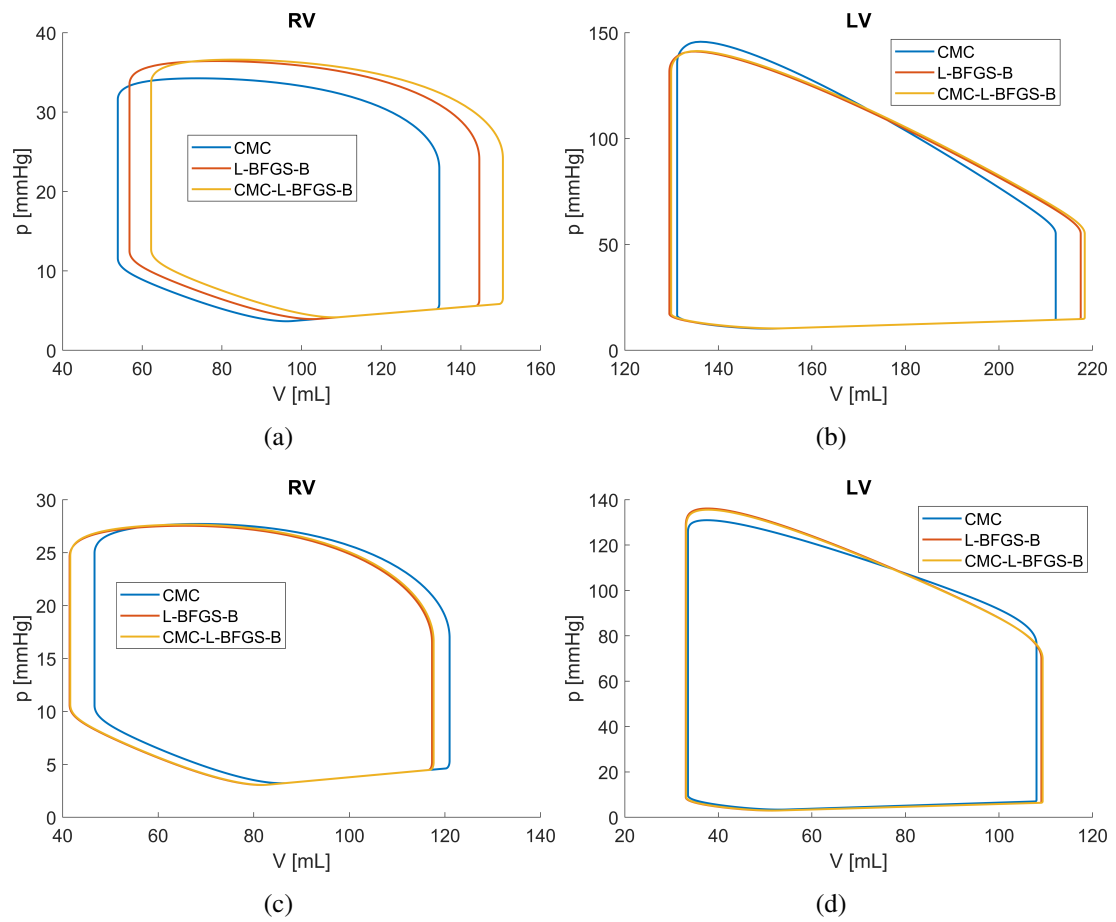 RV
40
30
20
10
0
p [mmHg]
CMC
L-BFGS-B
CMC-L-BFGS-B
40 60 80 100 120 140 160
V [mL]
(a)
LV
150
100
50
0
p [mmHg]
CMC
L-BFGS-B
CMC-L-BFGS-B
120 140 160 180 200 220
V [mL]
(b)
RV
30
25
20
15
10
5
0
p [mmHg]
CMC
L-BFGS-B
CMC-L-BFGS-B
40 60 80 100 120 140
V [mL]
(c)
LV
140
120
100
80
60
40
20
0
p [mmHg]
CMC
L-BFGS-B
CMC-L-BFGS-B
20 40 60 80 100 120
V [mL]
(d)